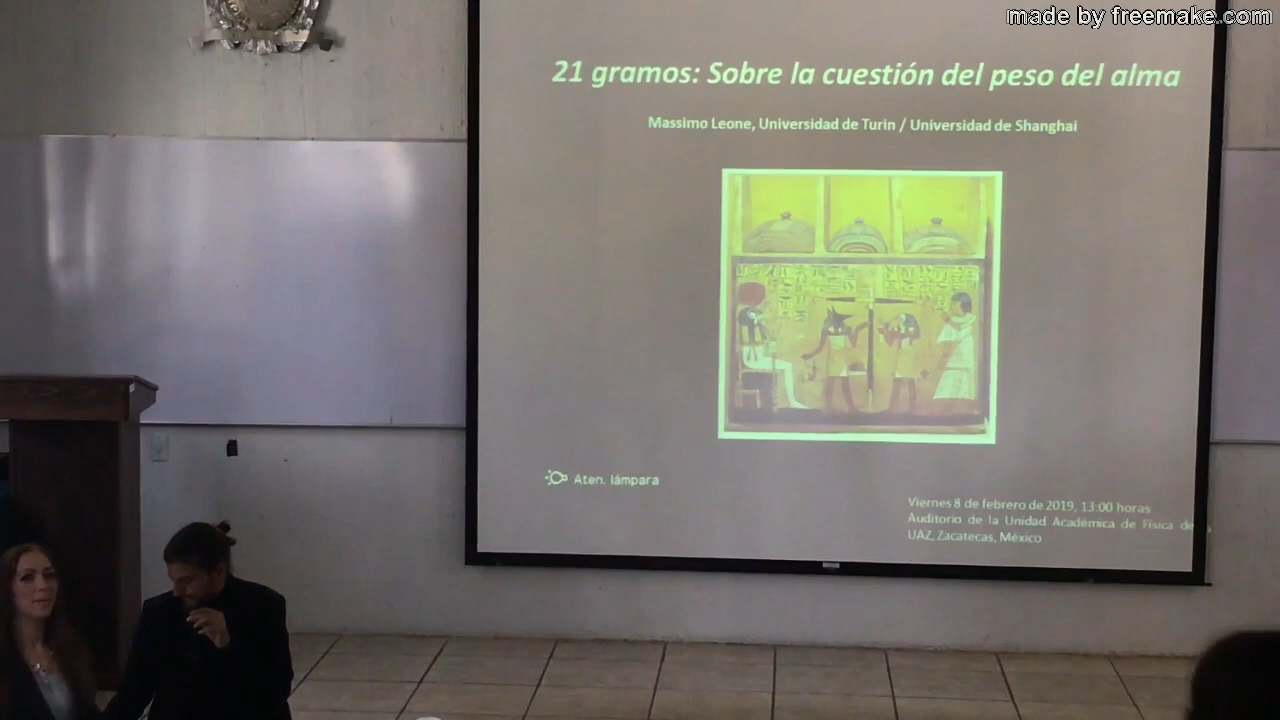 made by freemake.com
21 gramos: Sobre la cuestión del peso del alma
Massimo Leone, Universidad de Turin / Universidad de Shanghai
Aten. lámpara
Viernes 8 de febrero de 2019, 13:00 horas
Auditorio de la Unidad Académica de Física de
UAZ, Zacatecas, México